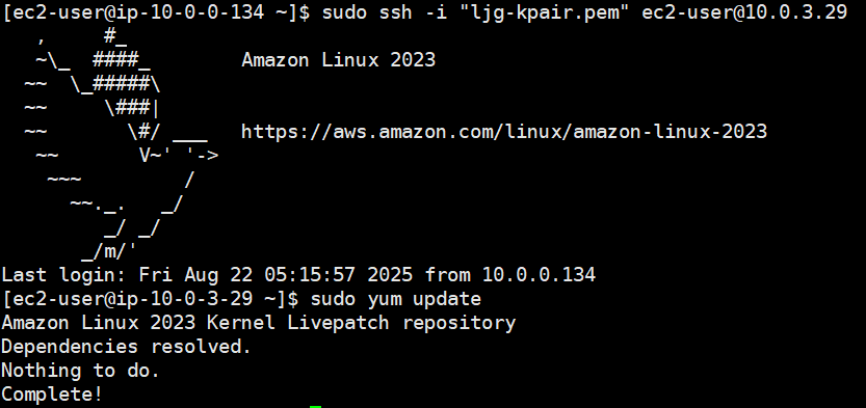 [ec2-user@ip-10-0-0-134 ~]$ sudo ssh -i "ljg-kpair.pem" ec2-user@10.0.3.29
   ,     #_
   ~\_  ####_        Amazon Linux 2023
  ~~  \_#####\
  ~~     \###|
  ~~       \#/ ___   https://aws.amazon.com/linux/amazon-linux-2023
   ~~       V~' '->
    ~~~         /
      ~~._.   _/
         _/ _/
       _/m/'
Last login: Fri Aug 22 05:15:57 2025 from 10.0.0.134
[ec2-user@ip-10-0-3-29 ~]$ sudo yum update
Amazon Linux 2023 Kernel Livepatch repository
Dependencies resolved.
Nothing to do.
Complete!